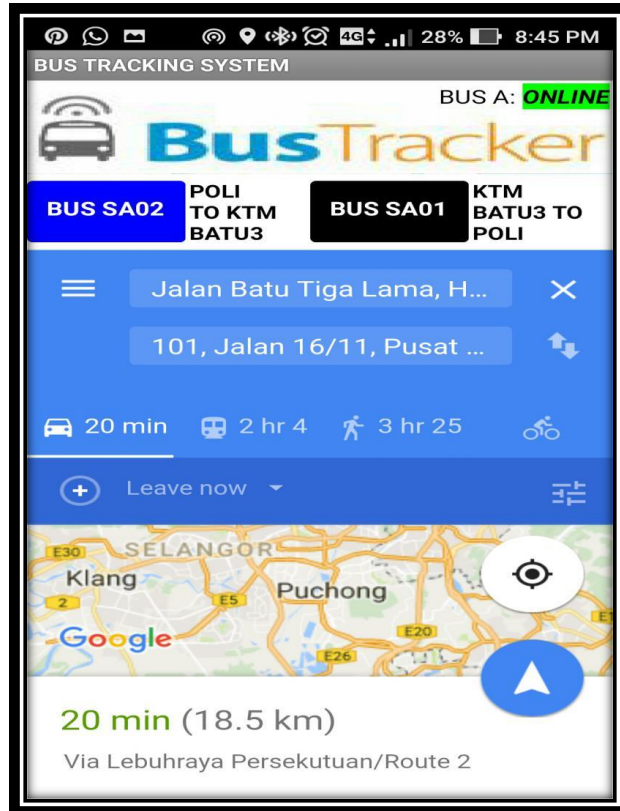 4G 28% 8:45 PM
BUS TRACKING SYSTEM
BUS A: ONLINE
BusTracker
BUS SA02
POLI
TO KTM
BATU3
BUS SA01
KTM
BATU3 TO
POLI
Jalan Batu Tiga Lama, H...
101, Jalan 16/11, Pusat ...
20 min 2 hr 4 3 hr 25
Leave now
E30 SELANGOR
Klang
2
E5
Puchong
Google
E20
E26
E1
20 min (18.5 km)
Via Lebuhraya Persekutuan/Route 2